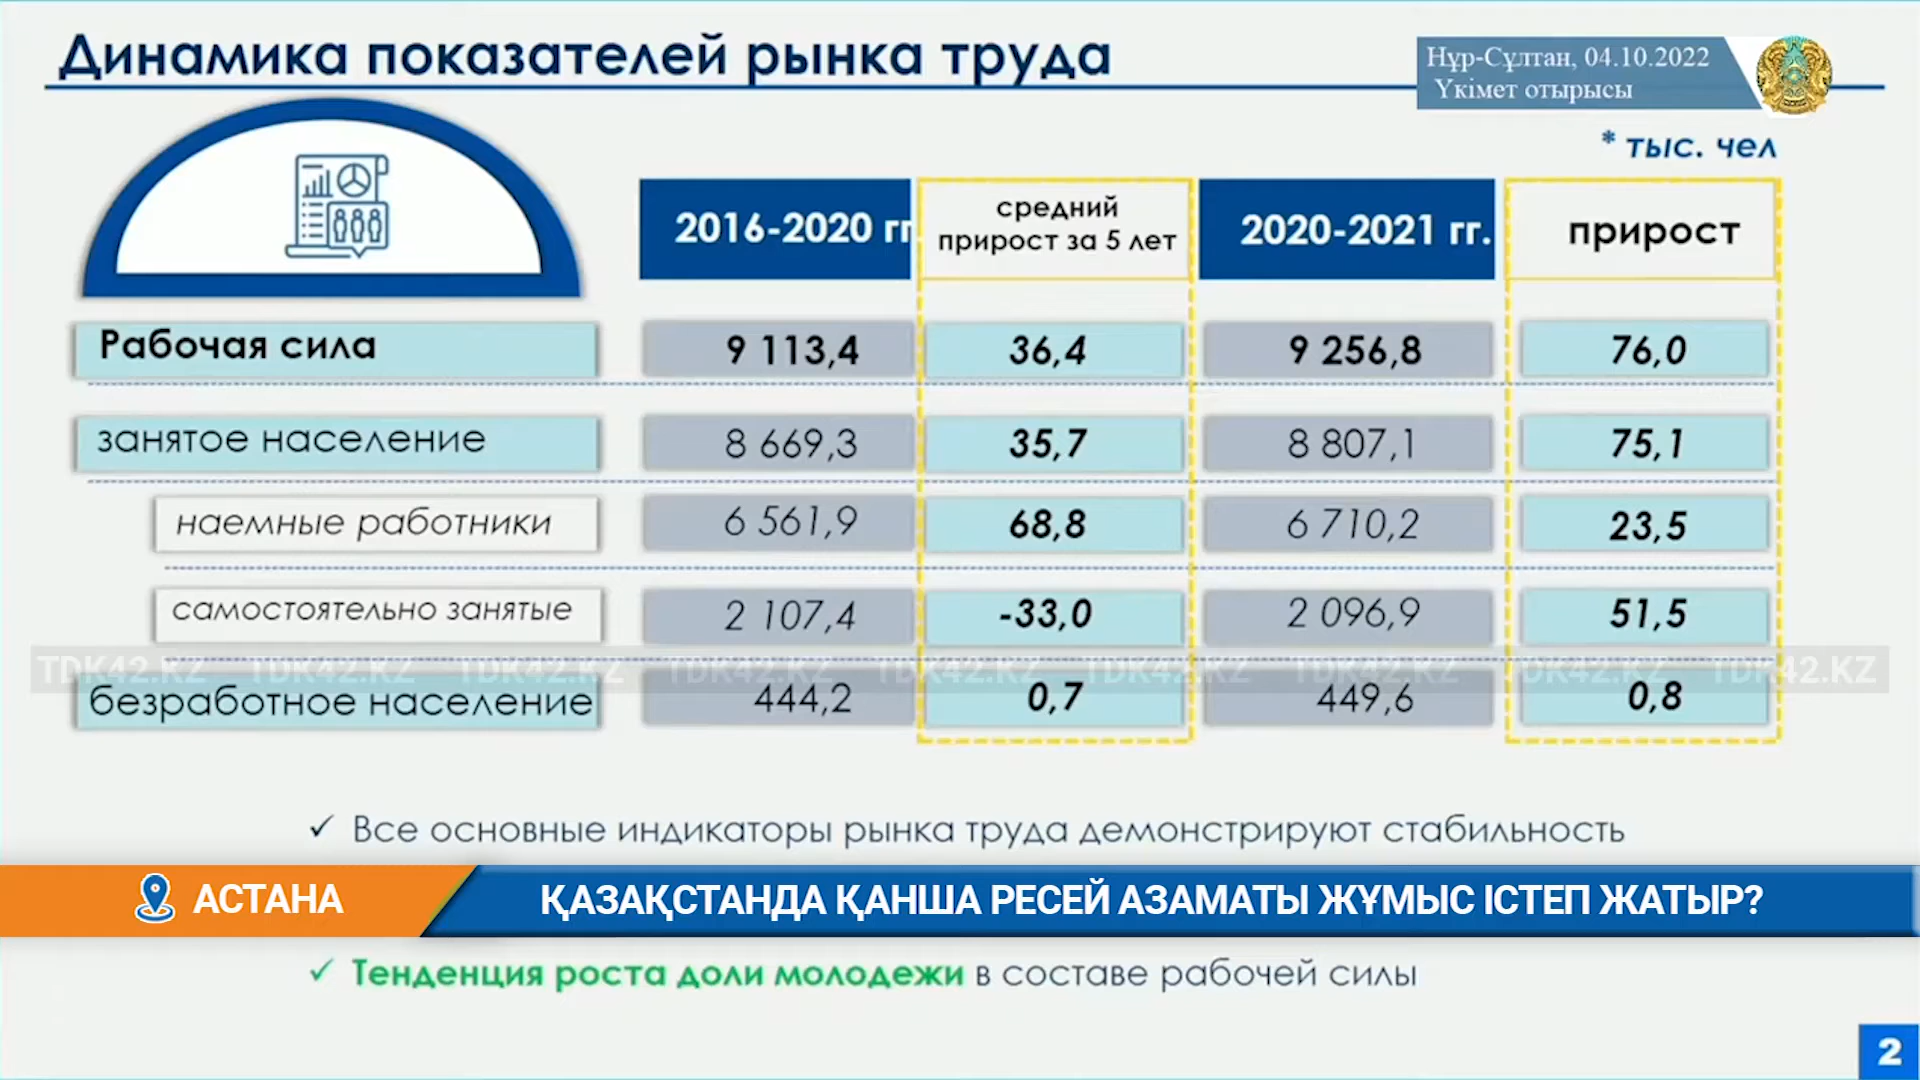 Динамика показателей рынка труда
Нұр-Сұлтан, 04.10.2022
Үкімет отырысы
* тыс. чел
2016-2020 гг
средний
прирост за 5 лет
2020-2021 гг.
прирост
Рабочая сила 9 113,4 36,4 9 256,8 76,0
занятое население 8 669,3 35,7 8 807,1 75,1
наемные работники 6 561,9 68,8 6 710,2 23,5
самостоятельно занятые 2 107,4 -33,0 2 096,9 51,5
TDK42.KZ TDK42.KZ TDK42.KZ TDK42.KZ TDK42.KZ TDK42.KZ TDK42.KZ TDK42.KZ TDK42.KZ
безработное население 444,2 0,7 449,6 0,8
✓ Все основные индикаторы рынка труда демонстрируют стабильность
АСТАНА
ҚАЗАҚСТАНДА ҚАНША РЕСЕЙ АЗАМАТЫ ЖҰМЫС ІСТЕП ЖАТЫР?
✓ Тенденция роста доли молодежи в составе рабочей силы
2